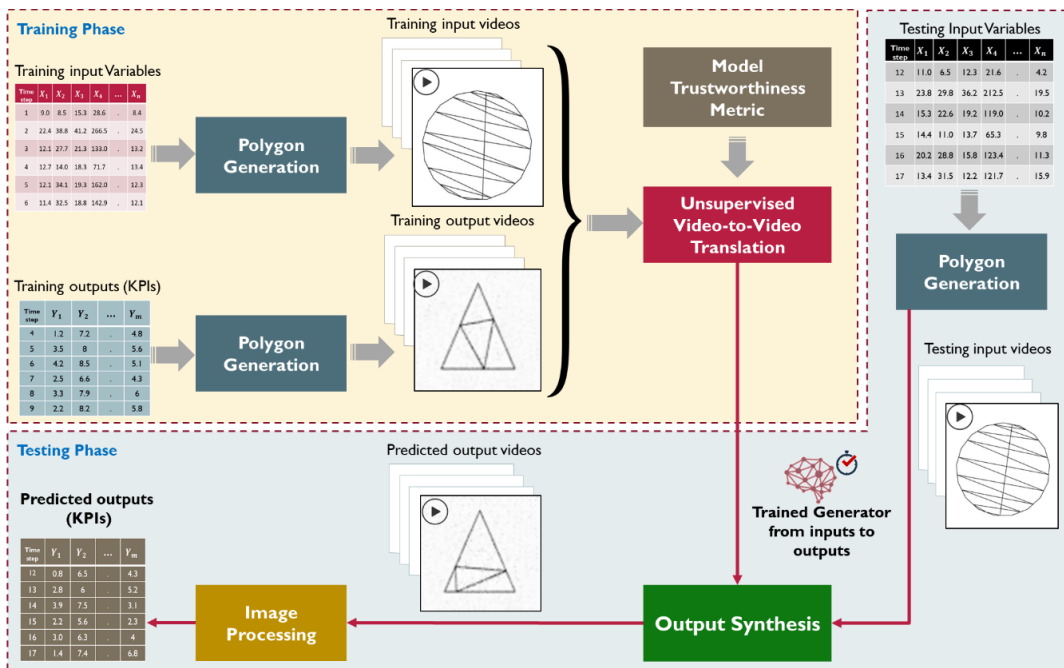 Training Phase
Training input Variables
Time step X₁ X₂ X₃ X₄ ... Xₙ
1 9.0 8.5 15.3 28.6 . 8.4
2 22.4 38.8 41.2 266.5 . 24.5
3 12.1 27.7 21.3 133.0 . 13.2
4 12.7 14.0 18.3 71.7 . 13.4
5 12.1 34.1 19.3 162.0 . 12.3
6 11.4 32.5 18.8 142.9 . 12.1
Polygon
Generation
Training input videos
Training outputs (KPIs)
Time step Y₁ Y₂ ... Yₘ
4 1.2 7.2 . 4.8
5 3.5 8 . 5.6
6 4.2 8.5 . 5.1
7 2.5 6.6 . 4.3
8 3.3 7.9 . 6
9 2.2 8.2 . 5.8
Polygon
Generation
Training output videos
Model
Trustworthiness
Metric
Unsupervised
Video-to-Video
Translation
Testing Input Variables
Time step X₁ X₂ X₃ X₄ ... Xₙ
12 11.0 6.5 12.3 21.6 . 4.2
13 23.8 29.8 36.2 212.5 . 19.5
14 15.3 22.6 19.2 119.0 . 10.2
15 14.4 11.0 13.7 65.3 . 9.8
16 20.2 28.8 15.8 123.4 . 11.3
17 13.4 31.5 12.2 121.7 . 15.9
Polygon
Generation
Testing input videos
Testing Phase
Predicted outputs
(KPIs)
Time step Y₁ Y₂ ... Yₘ
12 0.8 6.5 . 4.3
13 2.8 6 . 5.2
14 3.9 7.5 . 3.1
15 2.2 5.6 . 2.3
16 3.0 6.3 . 4
17 1.4 7.4 . 6.8
Image
Processing
Predicted output videos
Output Synthesis
Trained Generator
from inputs to
outputs